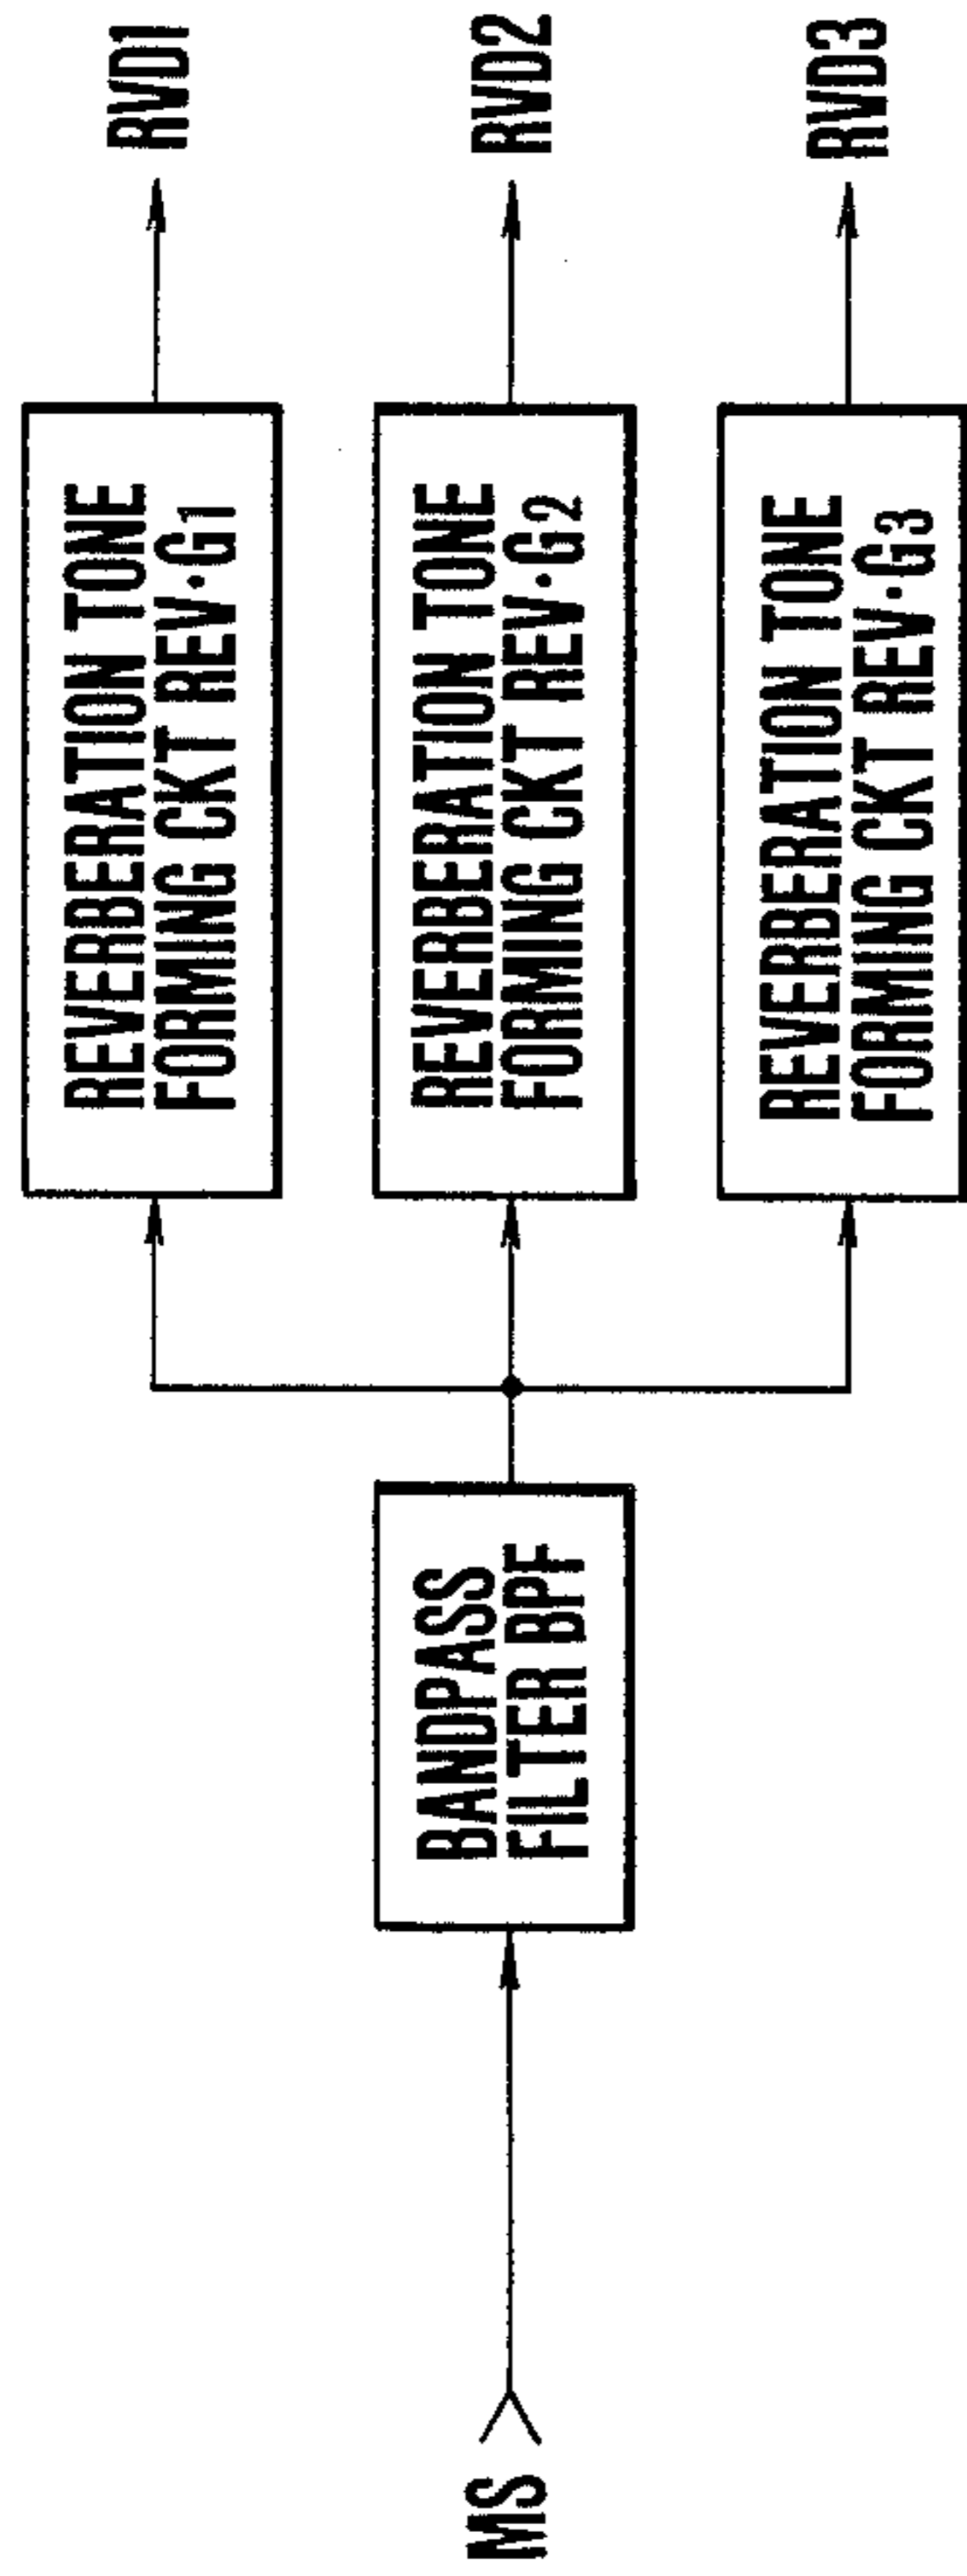 MS
BANDPASS
FILTER BPF
REVERBERATION TONE
FORMING CKT REV·G1
RVD1
REVERBERATION TONE
FORMING CKT REV·G2
RVD2
REVERBERATION TONE
FORMING CKT REV·G3
RVD3